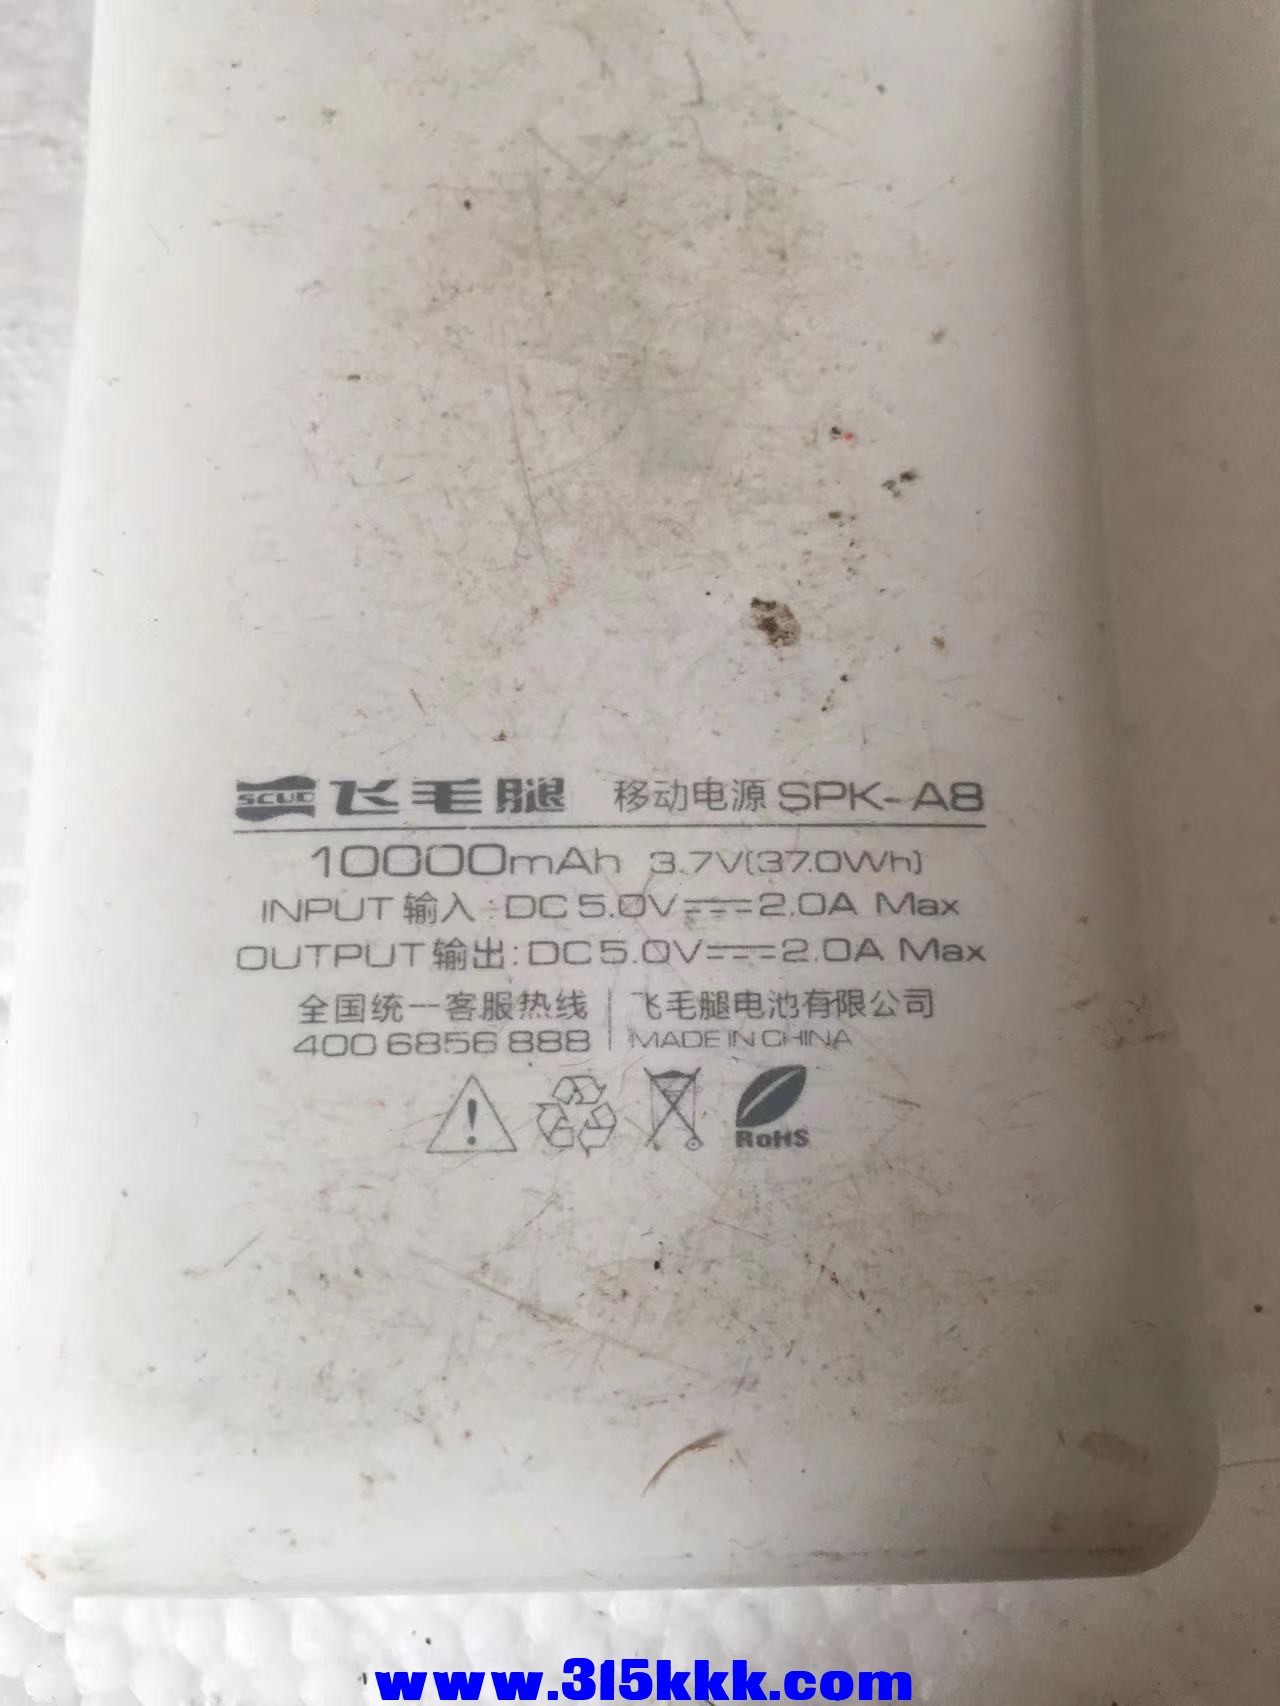 SCUD 飞毛腿 移动电源 SPK-A8
10000mAh 3.7V(37.0Wh)
INPUT 输入:DC 5.0V⎓2.0A Max
OUTPUT 输出:DC 5.0V⎓2.0A Max
全国统一客服热线
400 6856 888
飞毛腿电池有限公司
MADE IN CHINA
RoHS
www.315kkk.com